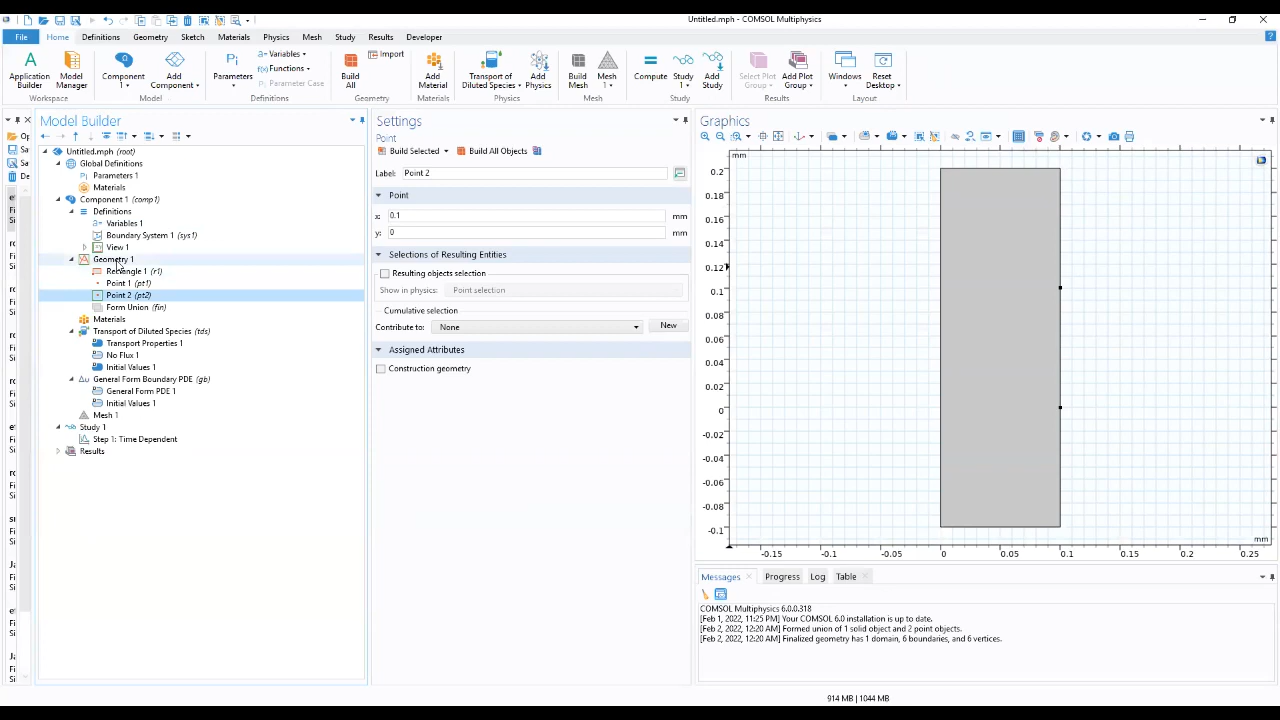 Untitled.mph - COMSOL Multiphysics
File Home Definitions Geometry Sketch Materials Physics Mesh Study Results Developer
Application Builder
Model Manager
Workspace
Component 1
Add Component
Model
Parameters
Variables
Functions
Parameter Case
Definitions
Build All
Import
Geometry
Add Material
Materials
Transport of Diluted Species
Add Physics
Physics
Build Mesh
Mesh 1
Mesh
Compute
Study 1
Add Study
Study
Select Plot Group
Add Plot Group
Results
Windows
Reset Desktop
Layout
Model Builder
Untitled.mph (root)
Global Definitions
Parameters 1
Materials
Component 1 (comp1)
Definitions
Variables 1
Boundary System 1 (sys1)
View 1
Geometry 1
Rectangle 1 (r1)
Point 1 (pt1)
Point 2 (pt2)
Form Union (fin)
Materials
Transport of Diluted Species (tds)
Transport Properties 1
No Flux 1
Initial Values 1
General Form Boundary PDE (gb)
General Form PDE 1
Initial Values 1
Mesh 1
Study 1
Step 1: Time Dependent
Results
Settings
Point
Build Selected Build All Objects
Label: Point 2
Point
x: 0.1 mm
y: 0 mm
Selections of Resulting Entities
Resulting objects selection
Show in physics: Point selection
Cumulative selection
Contribute to: None New
Assigned Attributes
Construction geometry
Graphics
mm
0.2
0.18
0.16
0.14
0.12
0.1
0.08
0.06
0.04
0.02
0
-0.02
-0.04
-0.06
-0.08
-0.1
mm
-0.15 -0.1 -0.05 0 0.05 0.1 0.15 0.2 0.25
Messages Progress Log Table
COMSOL Multiphysics 6.0.0.318
[Feb 1, 2022, 11:25 PM] Your COMSOL 6.0 installation is up to date.
[Feb 2, 2022, 12:20 AM] Formed union of 1 solid object and 2 point objects.
[Feb 2, 2022, 12:20 AM] Finalized geometry has 1 domain, 6 boundaries, and 6 vertices.
914 MB | 1044 MB